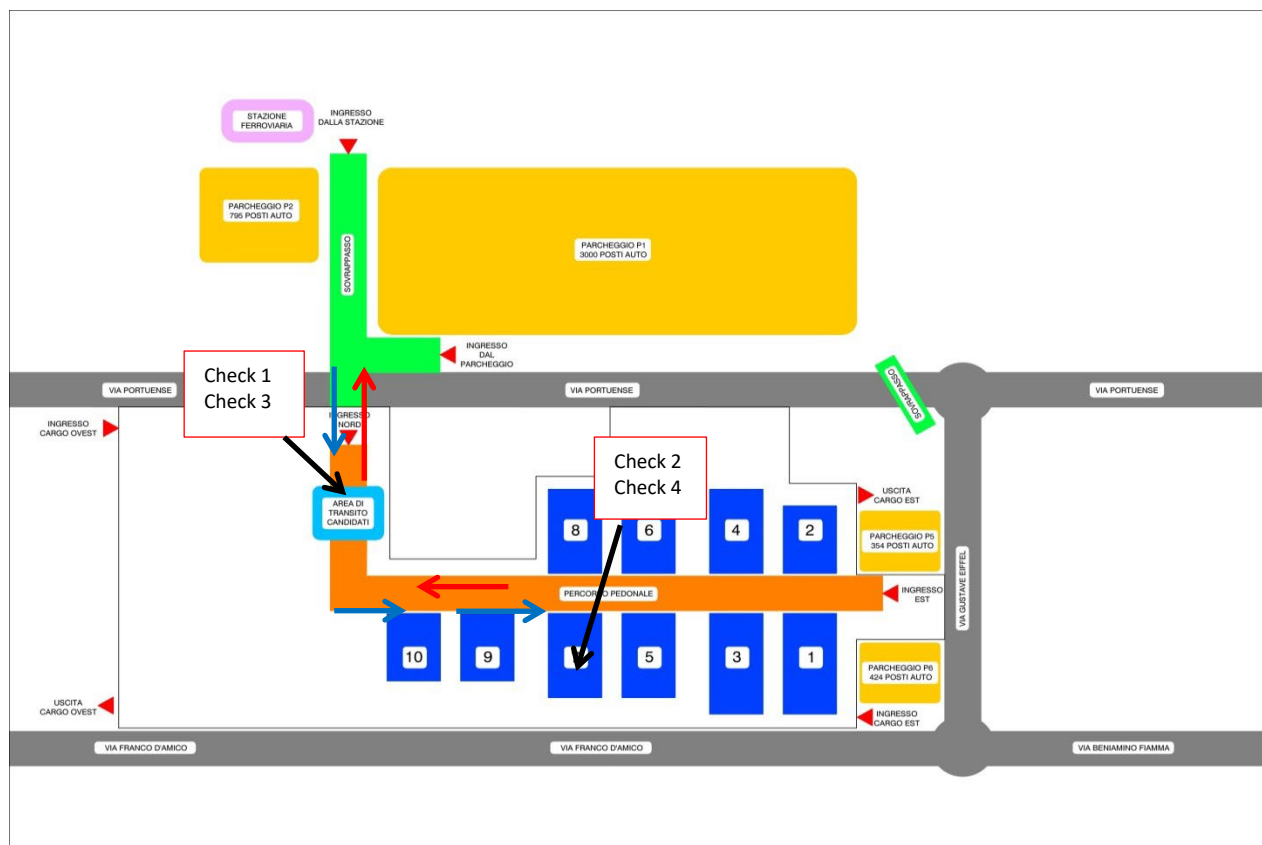 STAZIONE
FERROVIARIA
INGRESSO
DALLA STAZIONE
PARCHEGGIO P2
795 POSTI AUTO
SOVRAPPASSO
PARCHEGGIO P1
3000 POSTI AUTO
INGRESSO
DAL
PARCHEGGIO
Check 1
Check 3
VIA PORTUENSE
VIA PORTUENSE
SOVRAPPASSO
VIA PORTUENSE
INGRESSO
CARGO OVEST
INGRESSO
NORD
Check 2
Check 4
AREA DI
TRANSITO
CANDIDATI
8
6
4
2
USCITA
CARGO EST
PARCHEGGIO P5
354 POSTI AUTO
PERCORSO PEDONALE
INGRESSO
EST
VIA GUSTAVE EIFFEL
10
9
5
3
1
PARCHEGGIO P6
424 POSTI AUTO
USCITA
CARGO OVEST
INGRESSO
CARGO EST
VIA FRANCO D'AMICO
VIA FRANCO D'AMICO
VIA BENIAMINO FIAMMA